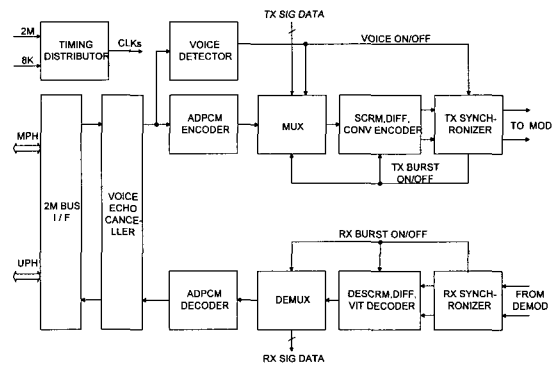 TX SIG DATA
2M
8K
TIMING
DISTRIBUTOR
CLKs
VOICE
DETECTOR
VOICE ON/OFF
MPH
UPH
2M BUS
I / F
VOICE
ECHO
CANCE-
LLER
ADPCM
ENCODER
MUX
SCRM,DIFF,
CONV ENCODER
TX SYNCH-
RONIZER
TO MOD
TX BURST
ON/OFF
RX BURST ON/OFF
ADPCM
DECODER
DEMUX
DESCRM,DIFF,
VIT DECODER
RX SYNCH-
RONIZER
FROM
DEMOD
RX SIG DATA